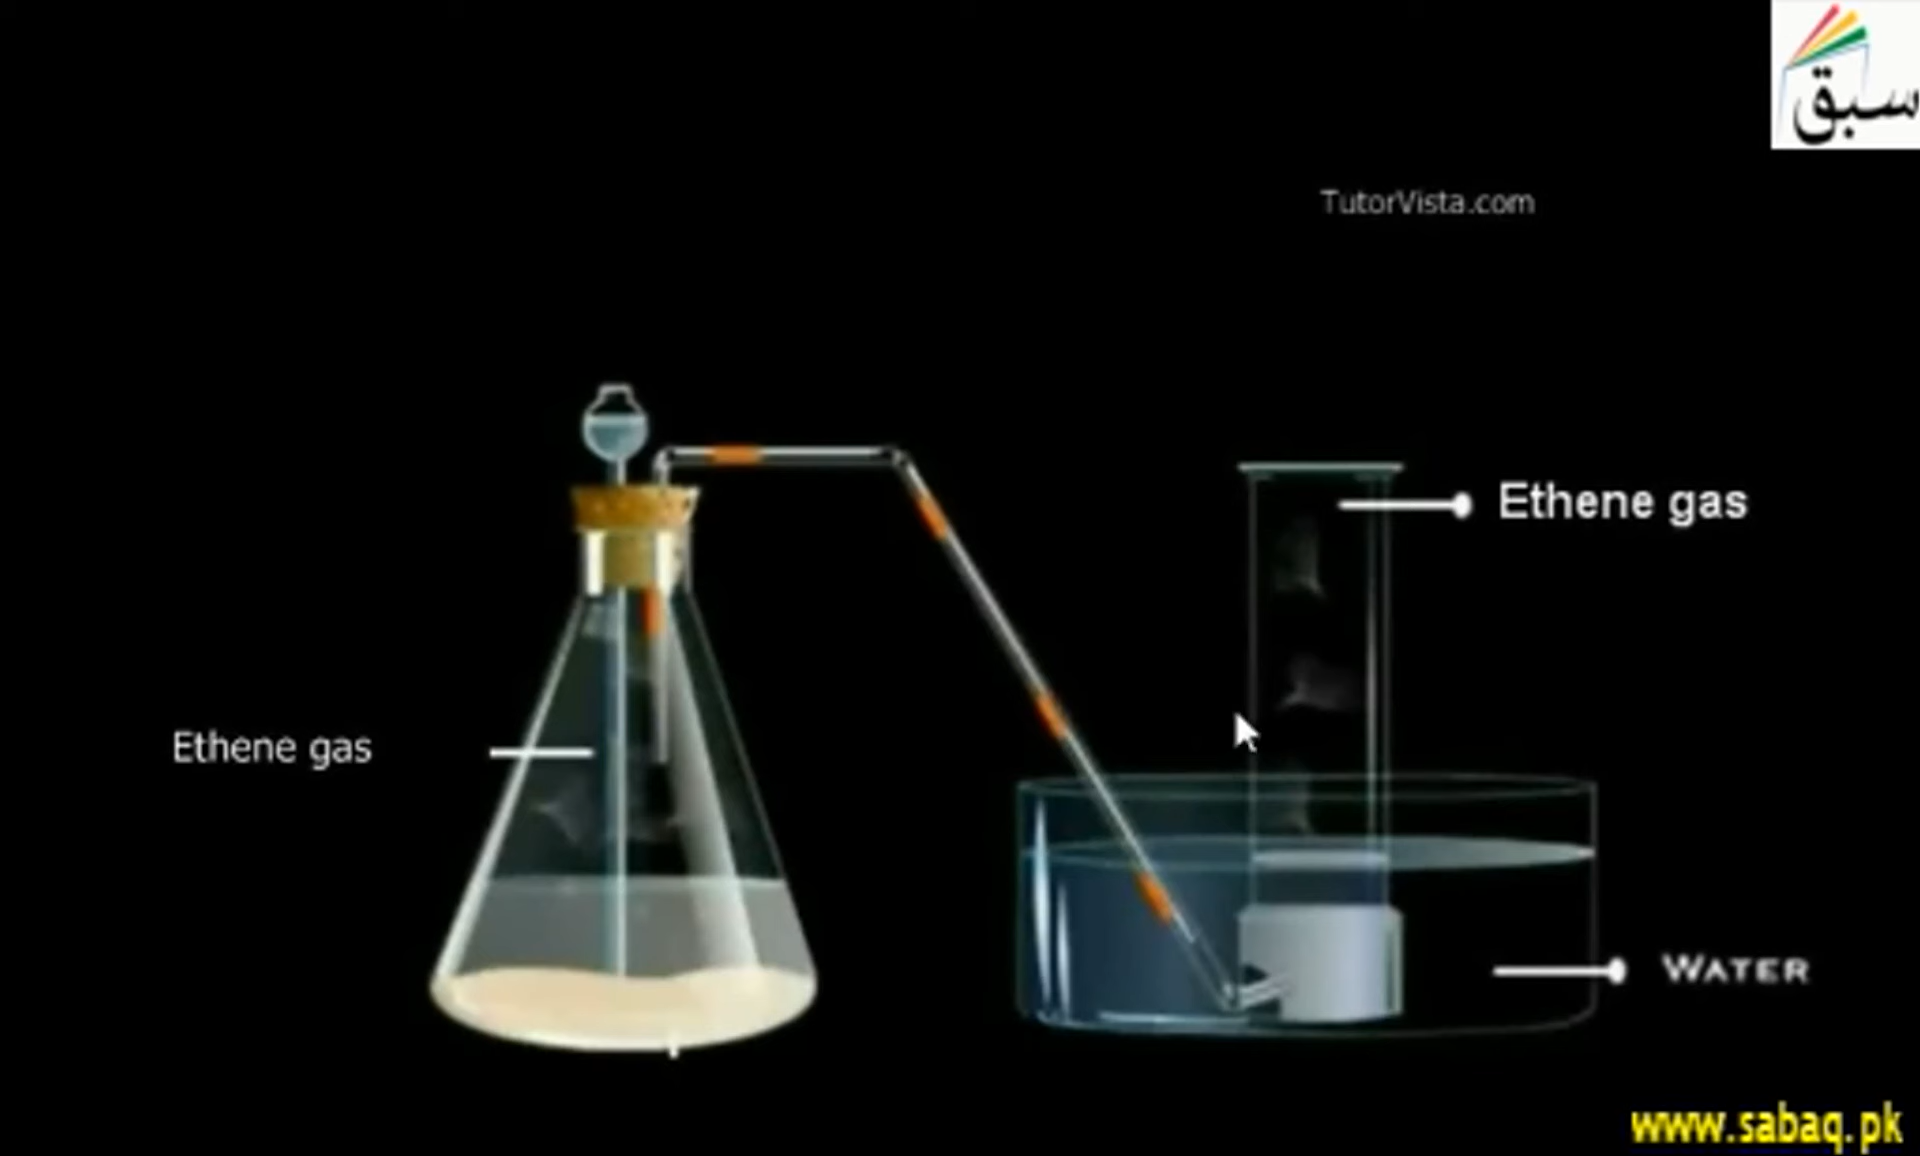 سبق
TutorVista.com
Ethene gas
Ethene gas
WATER
www.sabaq.pk